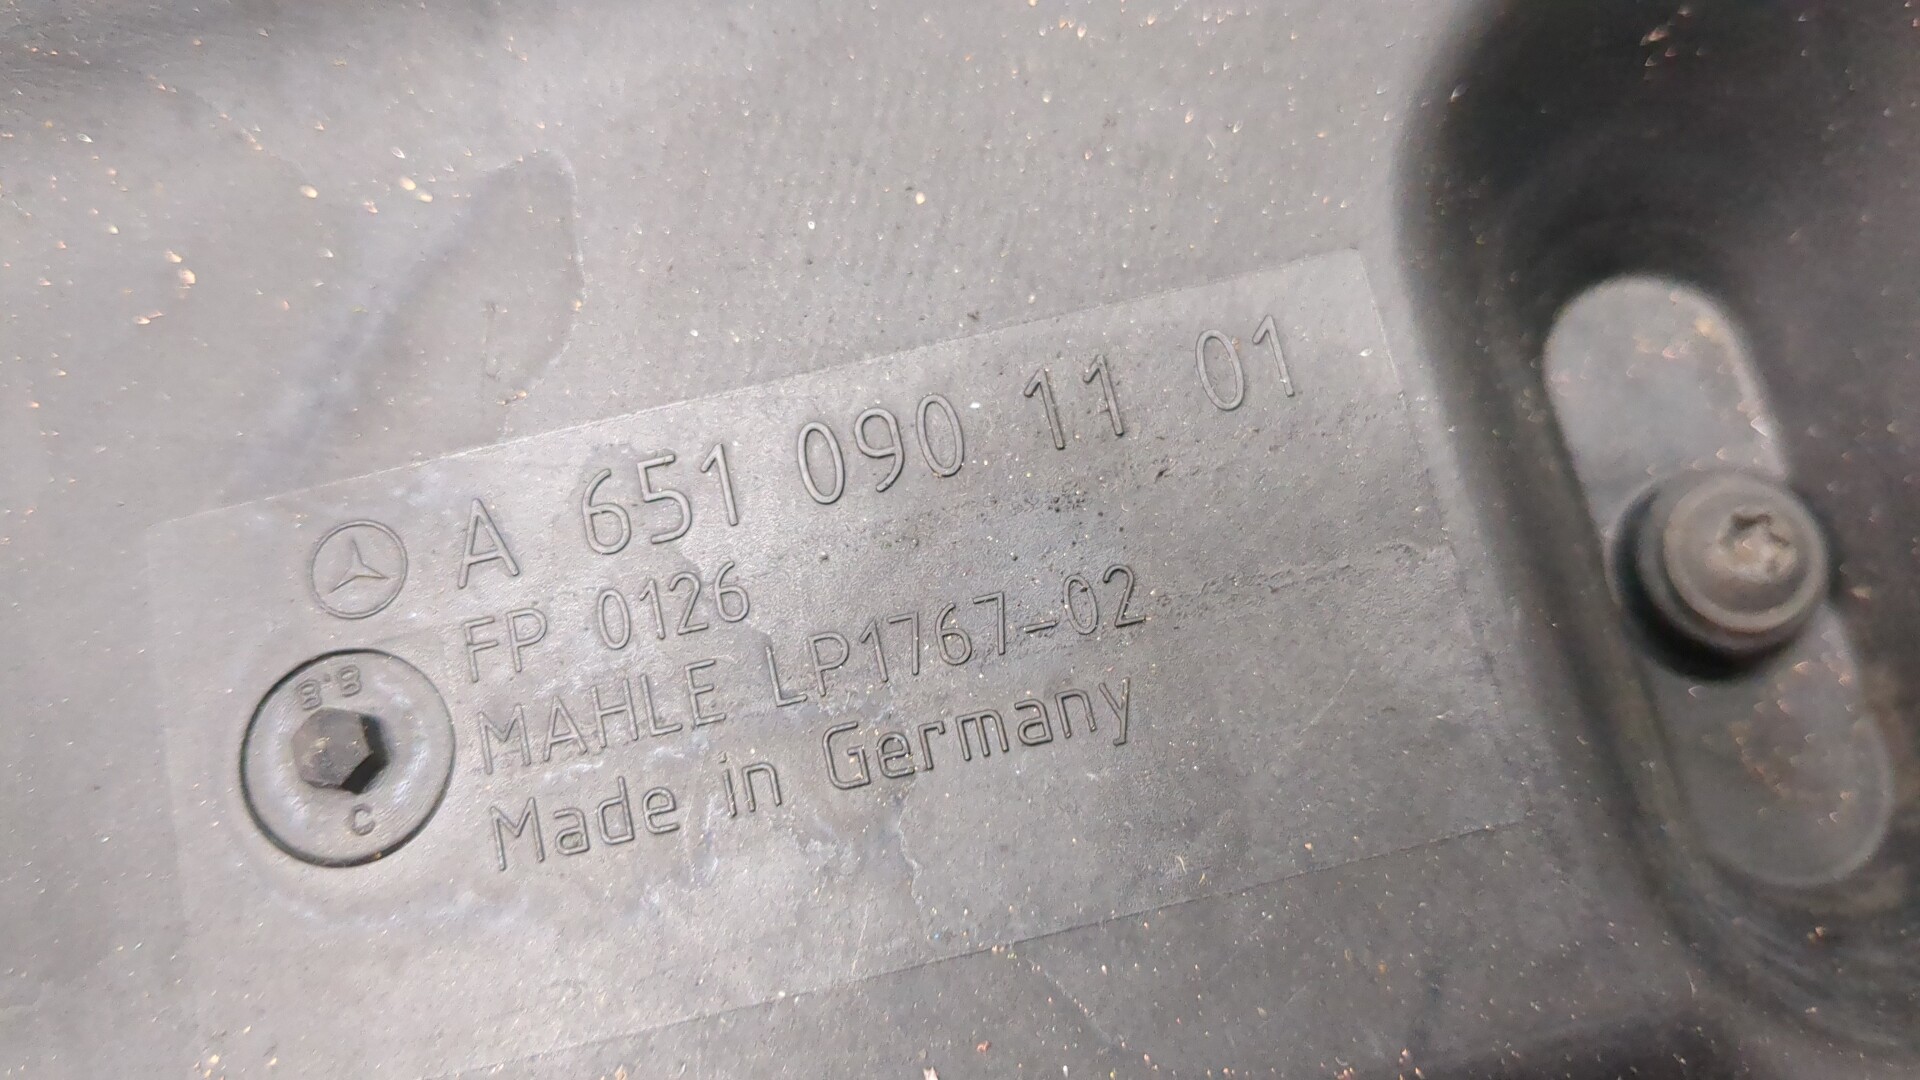 A 651 090 11 01
FP 0126
MAHLE LP1767-02
Made in Germany
C